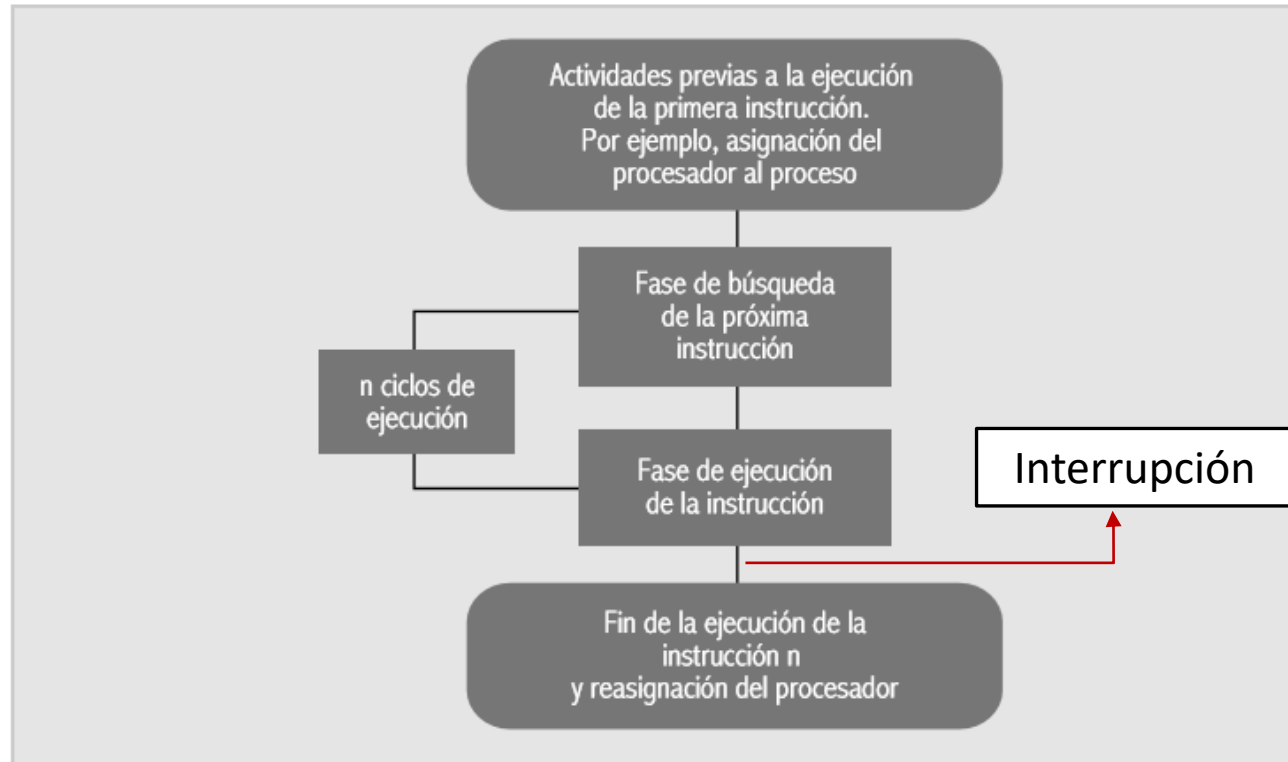 Actividades previas a la ejecución
de la primera instrucción.
Por ejemplo, asignación del
procesador al proceso
Fase de búsqueda
de la próxima
instrucción
n ciclos de
ejecución
Fase de ejecución
de la instrucción
Interrupción
Fin de la ejecución de la
instrucción n
y reasignación del procesador